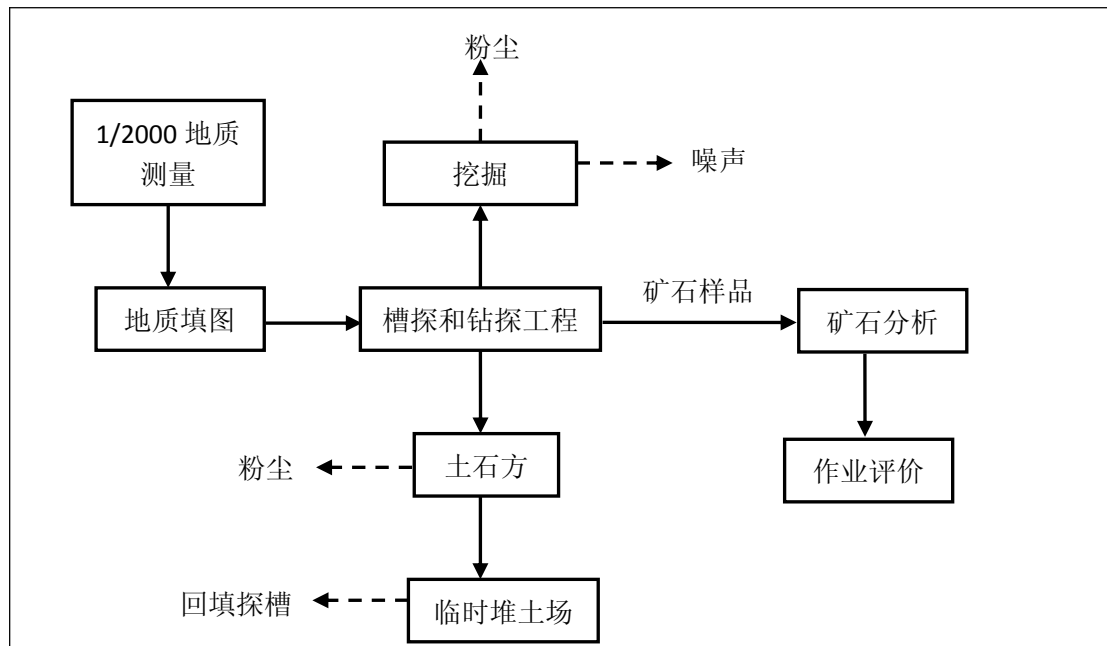 粉尘
1/2000 地质
测量
挖掘
噪声
矿石样品
地质填图
槽探和钻探工程
矿石分析
粉尘
土石方
作业评价
回填探槽
临时堆土场